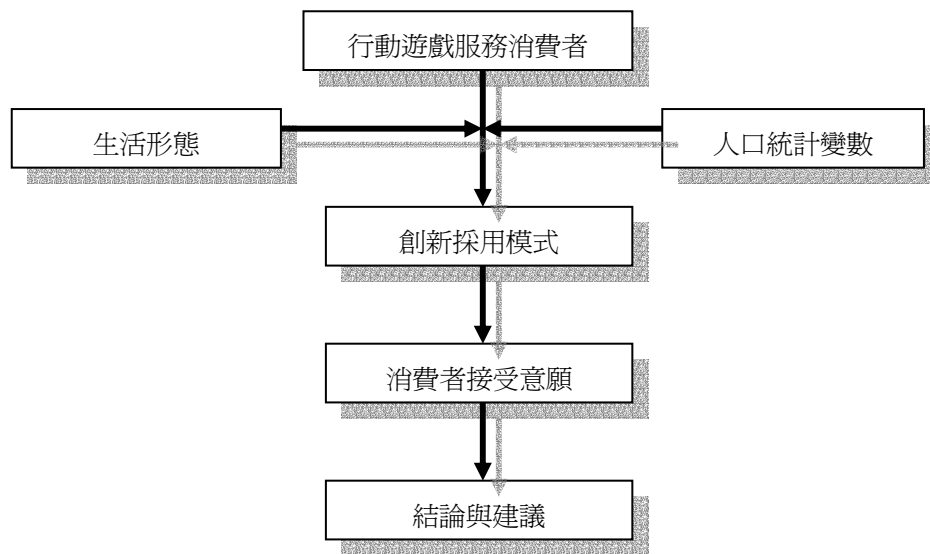 行動遊戲服務消費者
生活形態
人口統計變數
創新採用模式
消費者接受意願
結論與建議